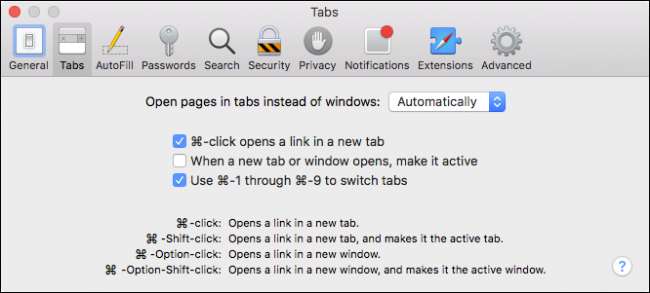 Tabs
General Tabs AutoFill Passwords Search Security Privacy Notifications Extensions Advanced
Open pages in tabs instead of windows: Automatically
⌘-click opens a link in a new tab
When a new tab or window opens, make it active
Use ⌘-1 through ⌘-9 to switch tabs
⌘-click: Opens a link in a new tab.
⌘ -Shift-click: Opens a link in a new tab, and makes it the active tab.
⌘ -Option-click: Opens a link in a new window.
⌘ -Option-Shift-click: Opens a link in a new window, and makes it the active window.
?